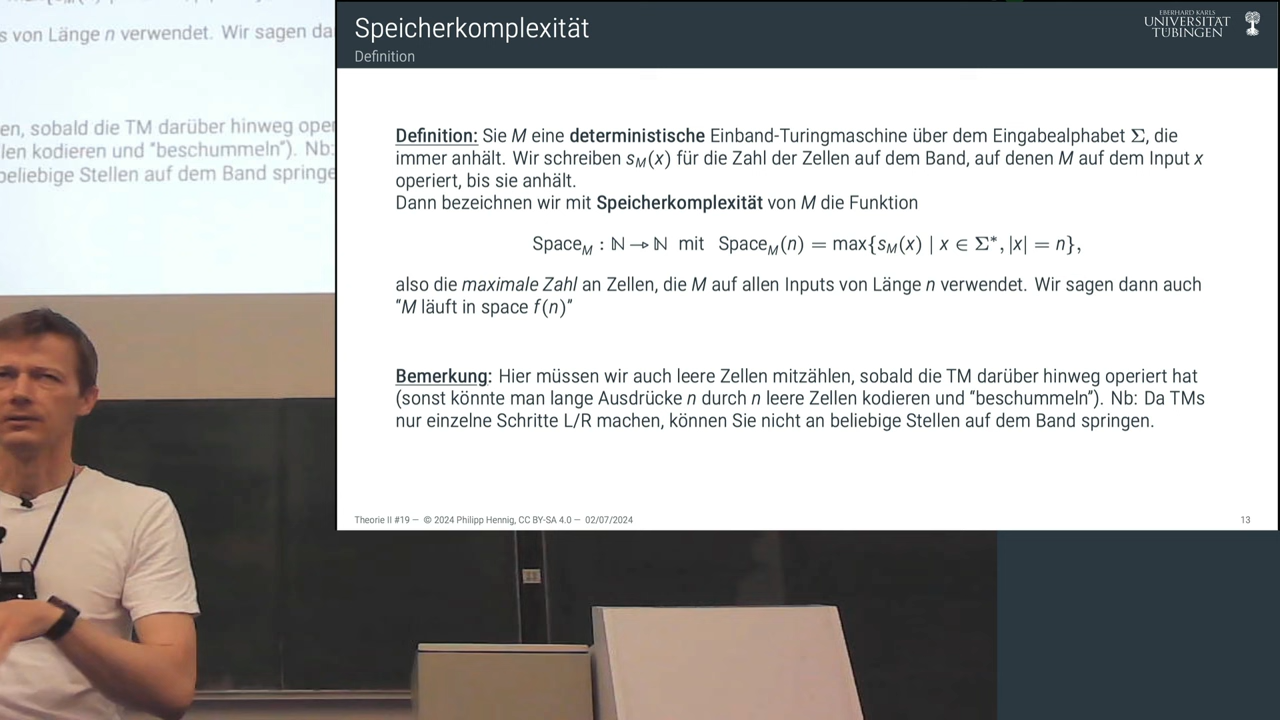 s von Länge n verwendet. Wir sagen da
en, sobald die TM darüber hinweg oper
len kodieren und "beschummeln"). Nb:
beliebige Stellen auf dem Band springe
Speicherkomplexität
Definition
EBERHARD KARLS
UNIVERSITÄT
TÜBINGEN
Definition: Sie M eine deterministische Einband-Turingmaschine über dem Eingabealphabet Σ, die
immer anhält. Wir schreiben s_M(x) für die Zahl der Zellen auf dem Band, auf denen M auf dem Input x
operiert, bis sie anhält.
Dann bezeichnen wir mit Speicherkomplexität von M die Funktion
Space_M : ℕ → ℕ mit Space_M(n) = max{s_M(x) | x ∈ Σ*, |x| = n},
also die maximale Zahl an Zellen, die M auf allen Inputs von Länge n verwendet. Wir sagen dann auch
"M läuft in space f(n)"
Bemerkung: Hier müssen wir auch leere Zellen mitzählen, sobald die TM darüber hinweg operiert hat
(sonst könnte man lange Ausdrücke n durch n leere Zellen kodieren und "beschummeln"). Nb: Da TMs
nur einzelne Schritte L/R machen, können Sie nicht an beliebige Stellen auf dem Band springen.
Theorie II #19 — © 2024 Philipp Hennig, CC BY-SA 4.0 — 02/07/2024
13